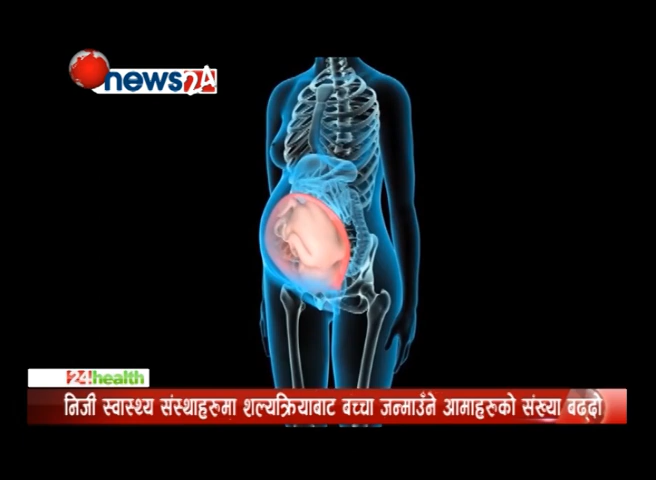 news24
24!health
निजी स्वास्थ्य संस्थाहरुमा शल्यक्रियाबाट बच्चा जन्माउँने आमाहरुको संख्या बढ्दो